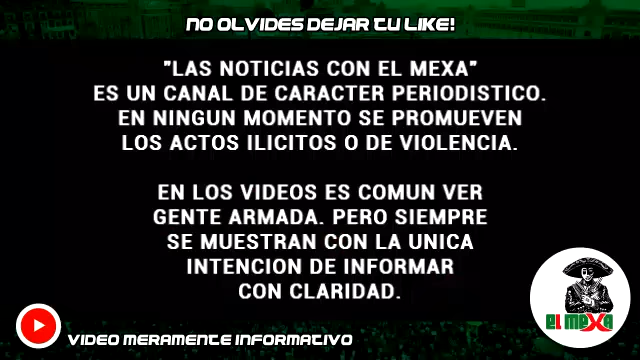 NO OLVIDES DEJAR TU LIKE!
"LAS NOTICIAS CON EL MEXA"
ES UN CANAL DE CARACTER PERIODISTICO.
EN NINGUN MOMENTO SE PROMUEVEN
LOS ACTOS ILICITOS O DE VIOLENCIA.
EN LOS VIDEOS ES COMUN VER
GENTE ARMADA. PERO SIEMPRE
SE MUESTRAN CON LA UNICA
INTENCION DE INFORMAR
CON CLARIDAD.
EL MEXA
VIDEO MERAMENTE INFORMATIVO